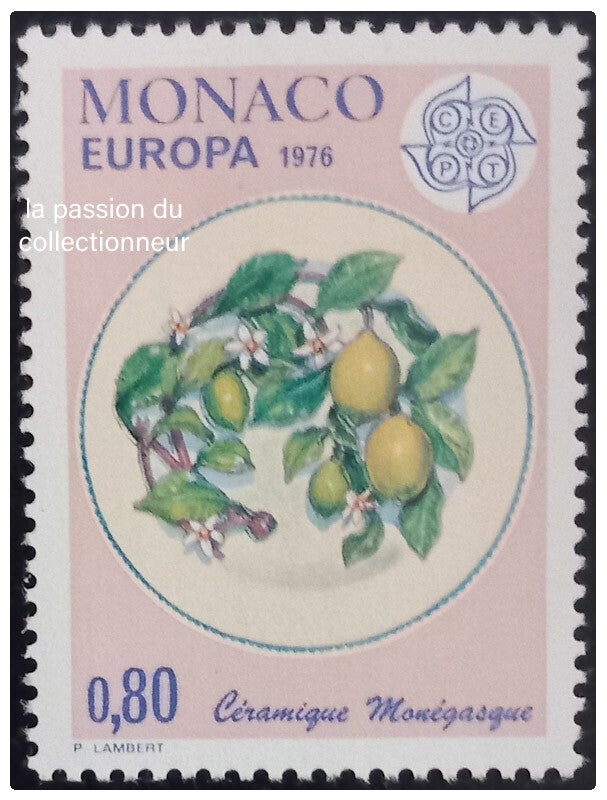 MONACO
EUROPA 1976
C E
P T
la passion du
collectionneur
0,80 Céramique Monégasque
P. LAMBERT